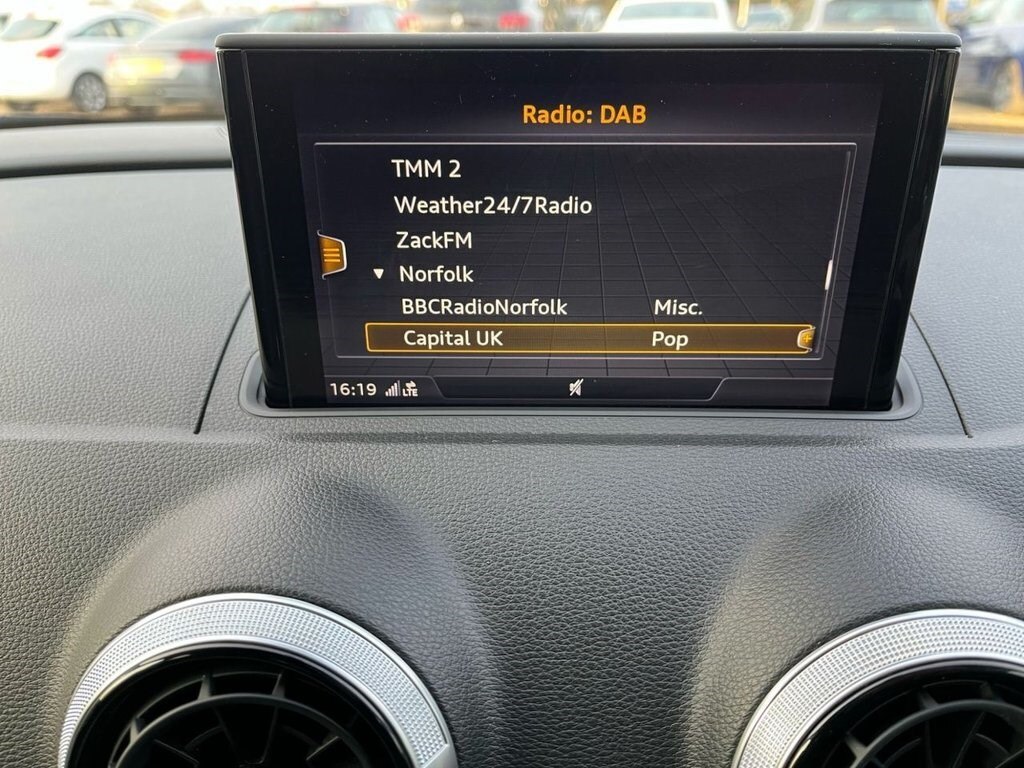 Radio: DAB
TMM 2
Weather24/7Radio
ZackFM
Norfolk
BBCRadioNorfolk Misc.
Capital UK Pop
16:19 LTE